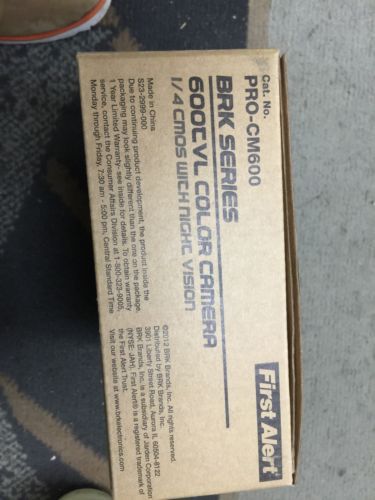 Cat. No.
PRO-CM600
BRK SERIES
600TVL COLOR CAMERA
1/4 CMOS WITH NIGHT VISION
Made in China
S23-2999-000
Due to continuing product development, the product inside the
packaging may look slightly different than the one on the package.
1 Year Limited Warranty- see inside for details. To obtain warranty
service, contact the Consumer Affairs Division at 1-800-323-9005,
Monday through Friday, 7:30 am - 5:00 pm, Central Standard Time
First Alert®
©2012 BRK Brands, Inc. All rights reserved.
Distributed by BRK Brands, Inc.
3901 Liberty Street Road, Aurora IL 60504-8122
BRK Brands, Inc. is a subsidiary of Jarden Corporation
(NYSE: JAH). First Alert® is a registered trademark of
the First Alert Trust.
Visit our website at www.brkelectronics.com